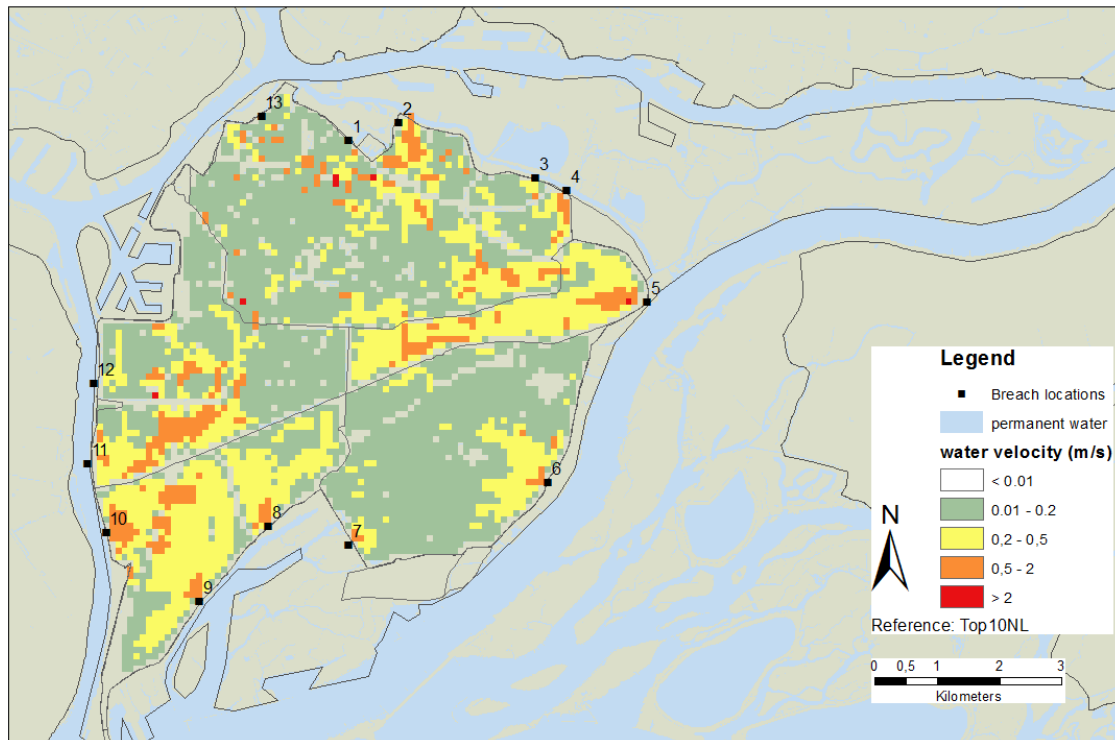 13
1
2
3
4
5
12
11
10
9
8
7
6
Legend
Breach locations
permanent water
water velocity (m/s)
< 0.01
0.01 - 0.2
0,2 - 0,5
0,5 - 2
> 2
N
Reference: Top10NL
0 0,5 1 2 3
Kilometers